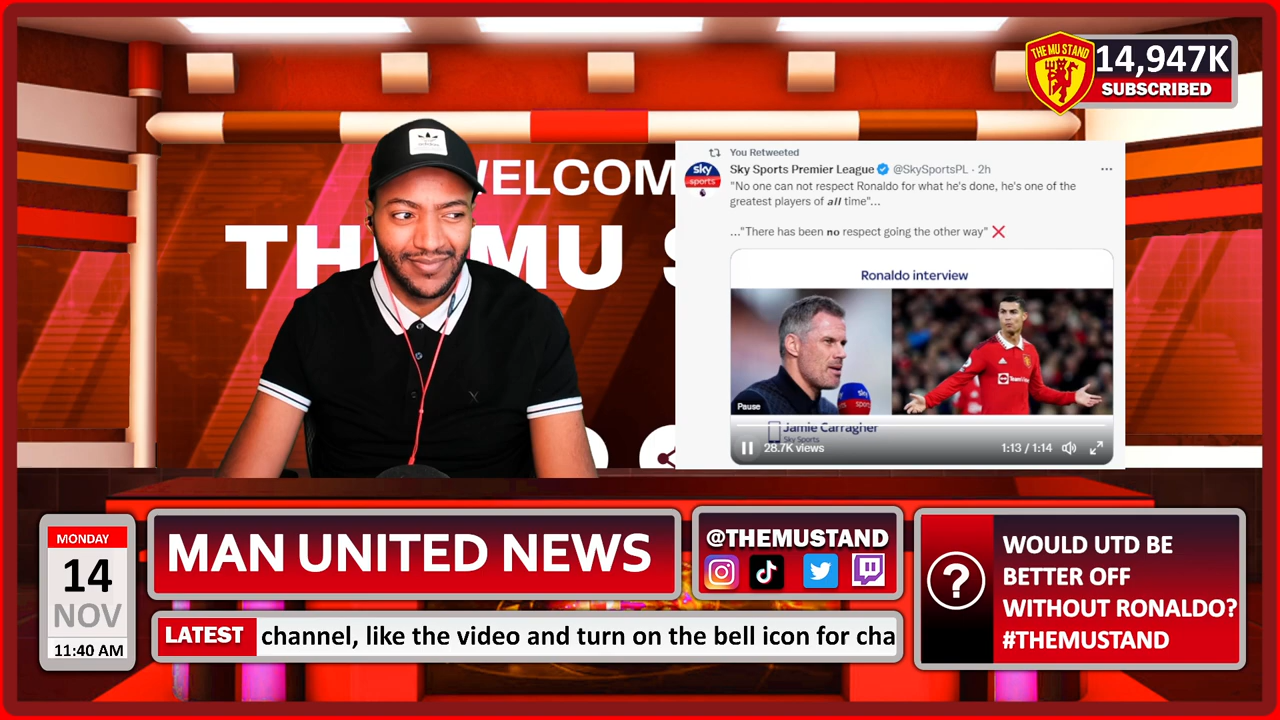 THE MU STAND
14,947K
SUBSCRIBED
WELCOM
THE MU S
adidas
You Retweeted
Sky Sports Premier League @SkySportsPL · 2h
sky
sports
"No one can not respect Ronaldo for what he's done, he's one of the
greatest players of all time"...
..."There has been no respect going the other way" ❌
Ronaldo interview
sky
Pause
Jamie Carragher
Sky Sports
28.7K views
1:13 / 1:14
MONDAY
14
NOV
11:40 AM
MAN UNITED NEWS
@THEMUSTAND
LATEST
channel, like the video and turn on the bell icon for cha
?
WOULD UTD BE
BETTER OFF
WITHOUT RONALDO?
#THEMUSTAND